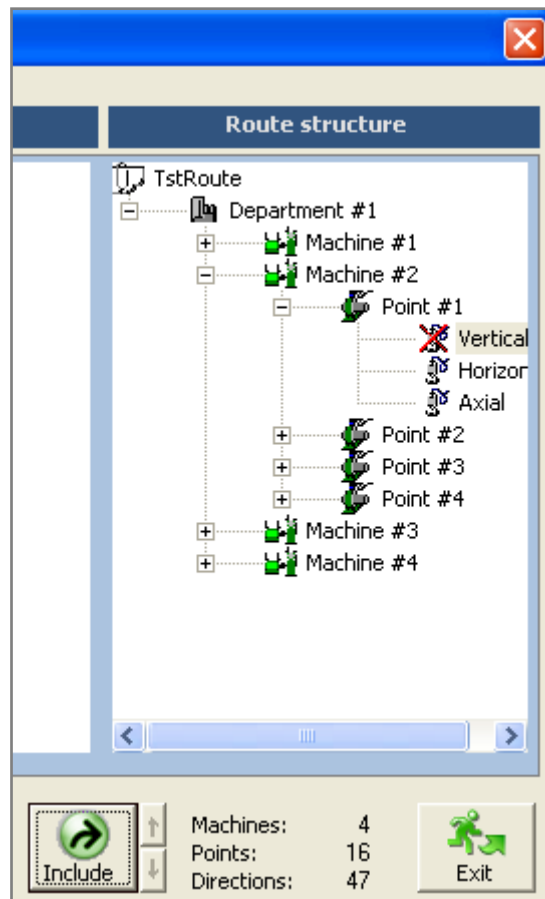 Route structure
TstRoute
Department #1
Machine #1
Machine #2
Point #1
Vertical
Horizon
Axial
Point #2
Point #3
Point #4
Machine #3
Machine #4
Include
Machines: 4
Points: 16
Directions: 47
Exit